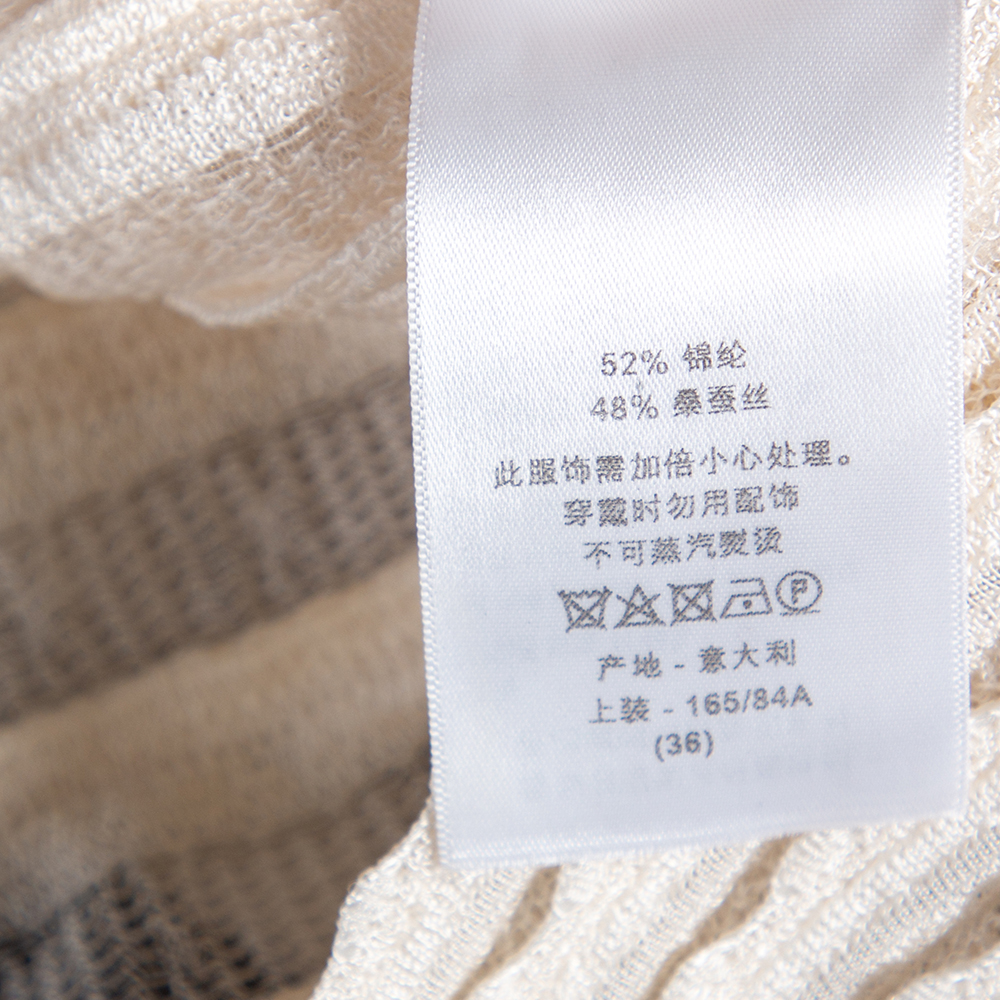 52% 锦纶
48% 桑蚕丝
此服饰需加倍小心处理。
穿戴时勿用配饰
不可蒸汽熨烫
F
产地 - 意大利
上装 - 165/84A
(36)